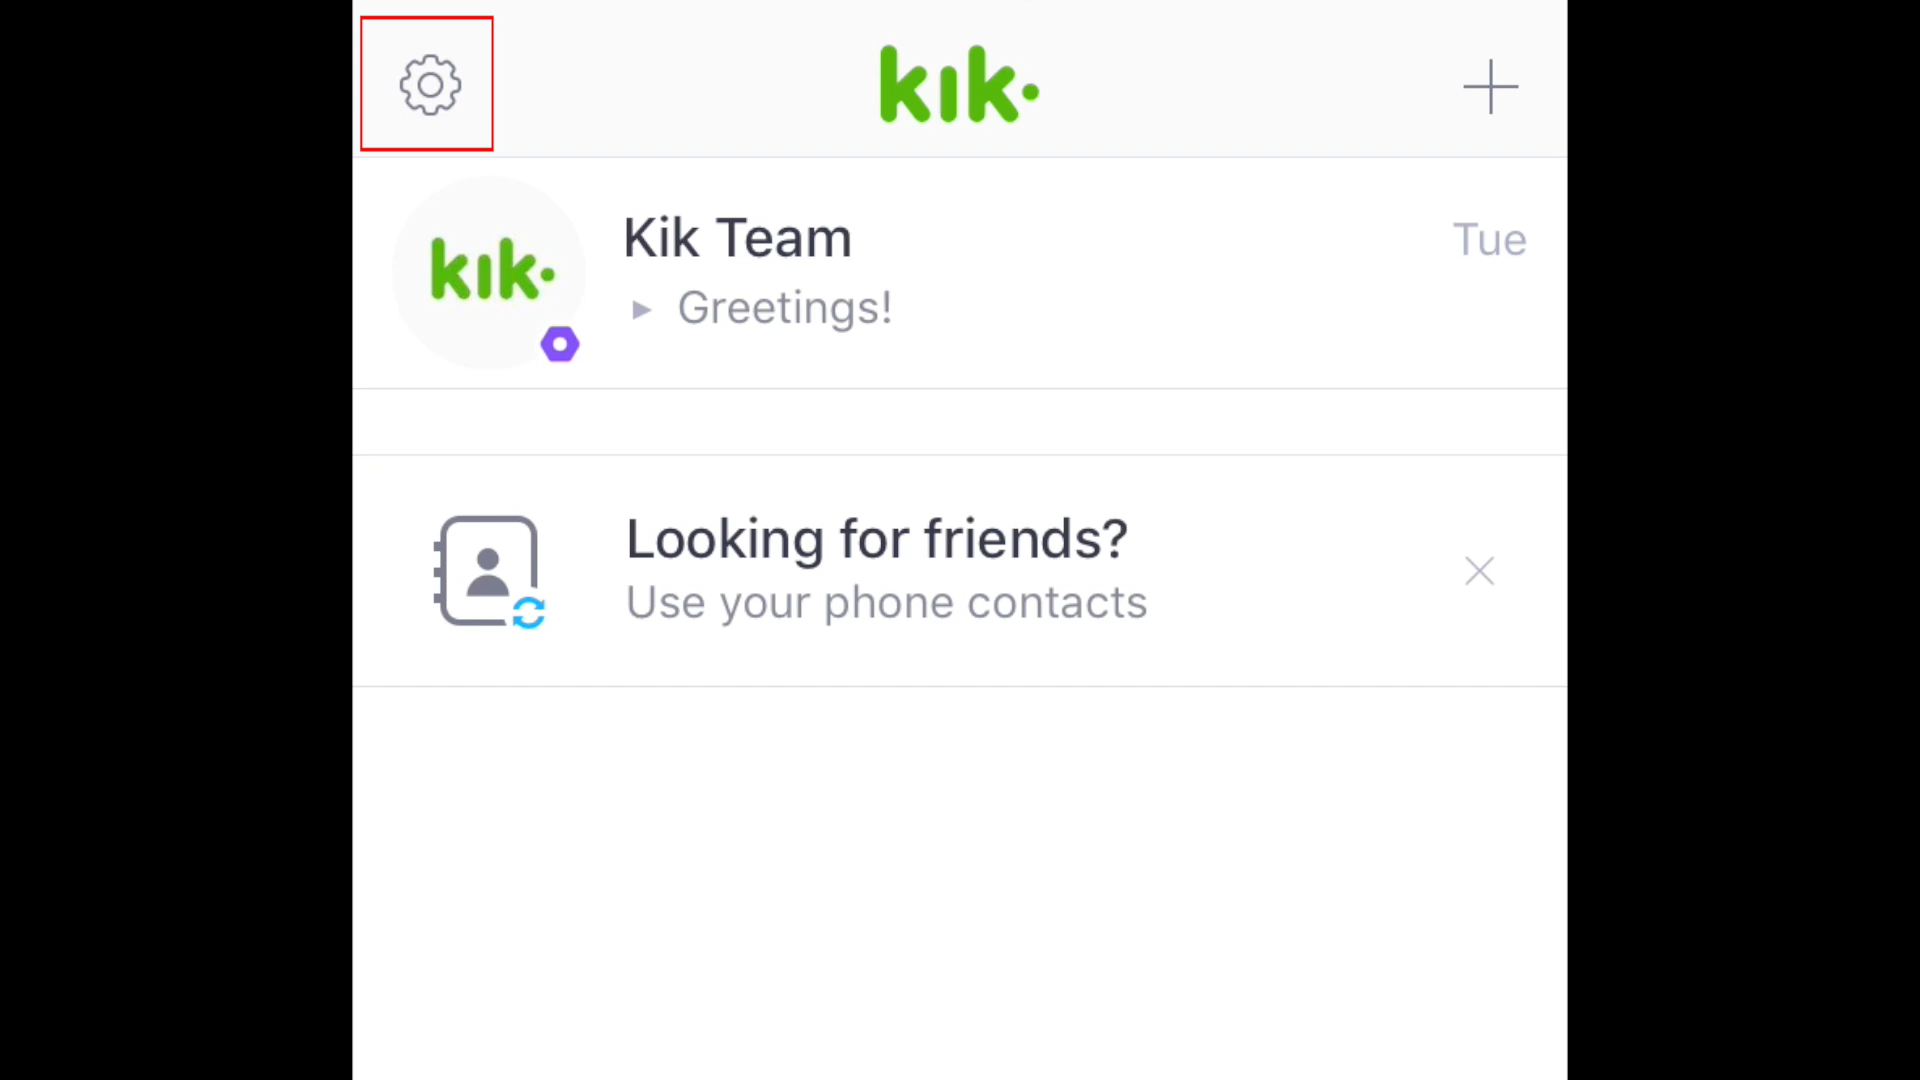 kik.
Kik Team
Tue
kik.
▸ Greetings!
Looking for friends?
Use your phone contacts